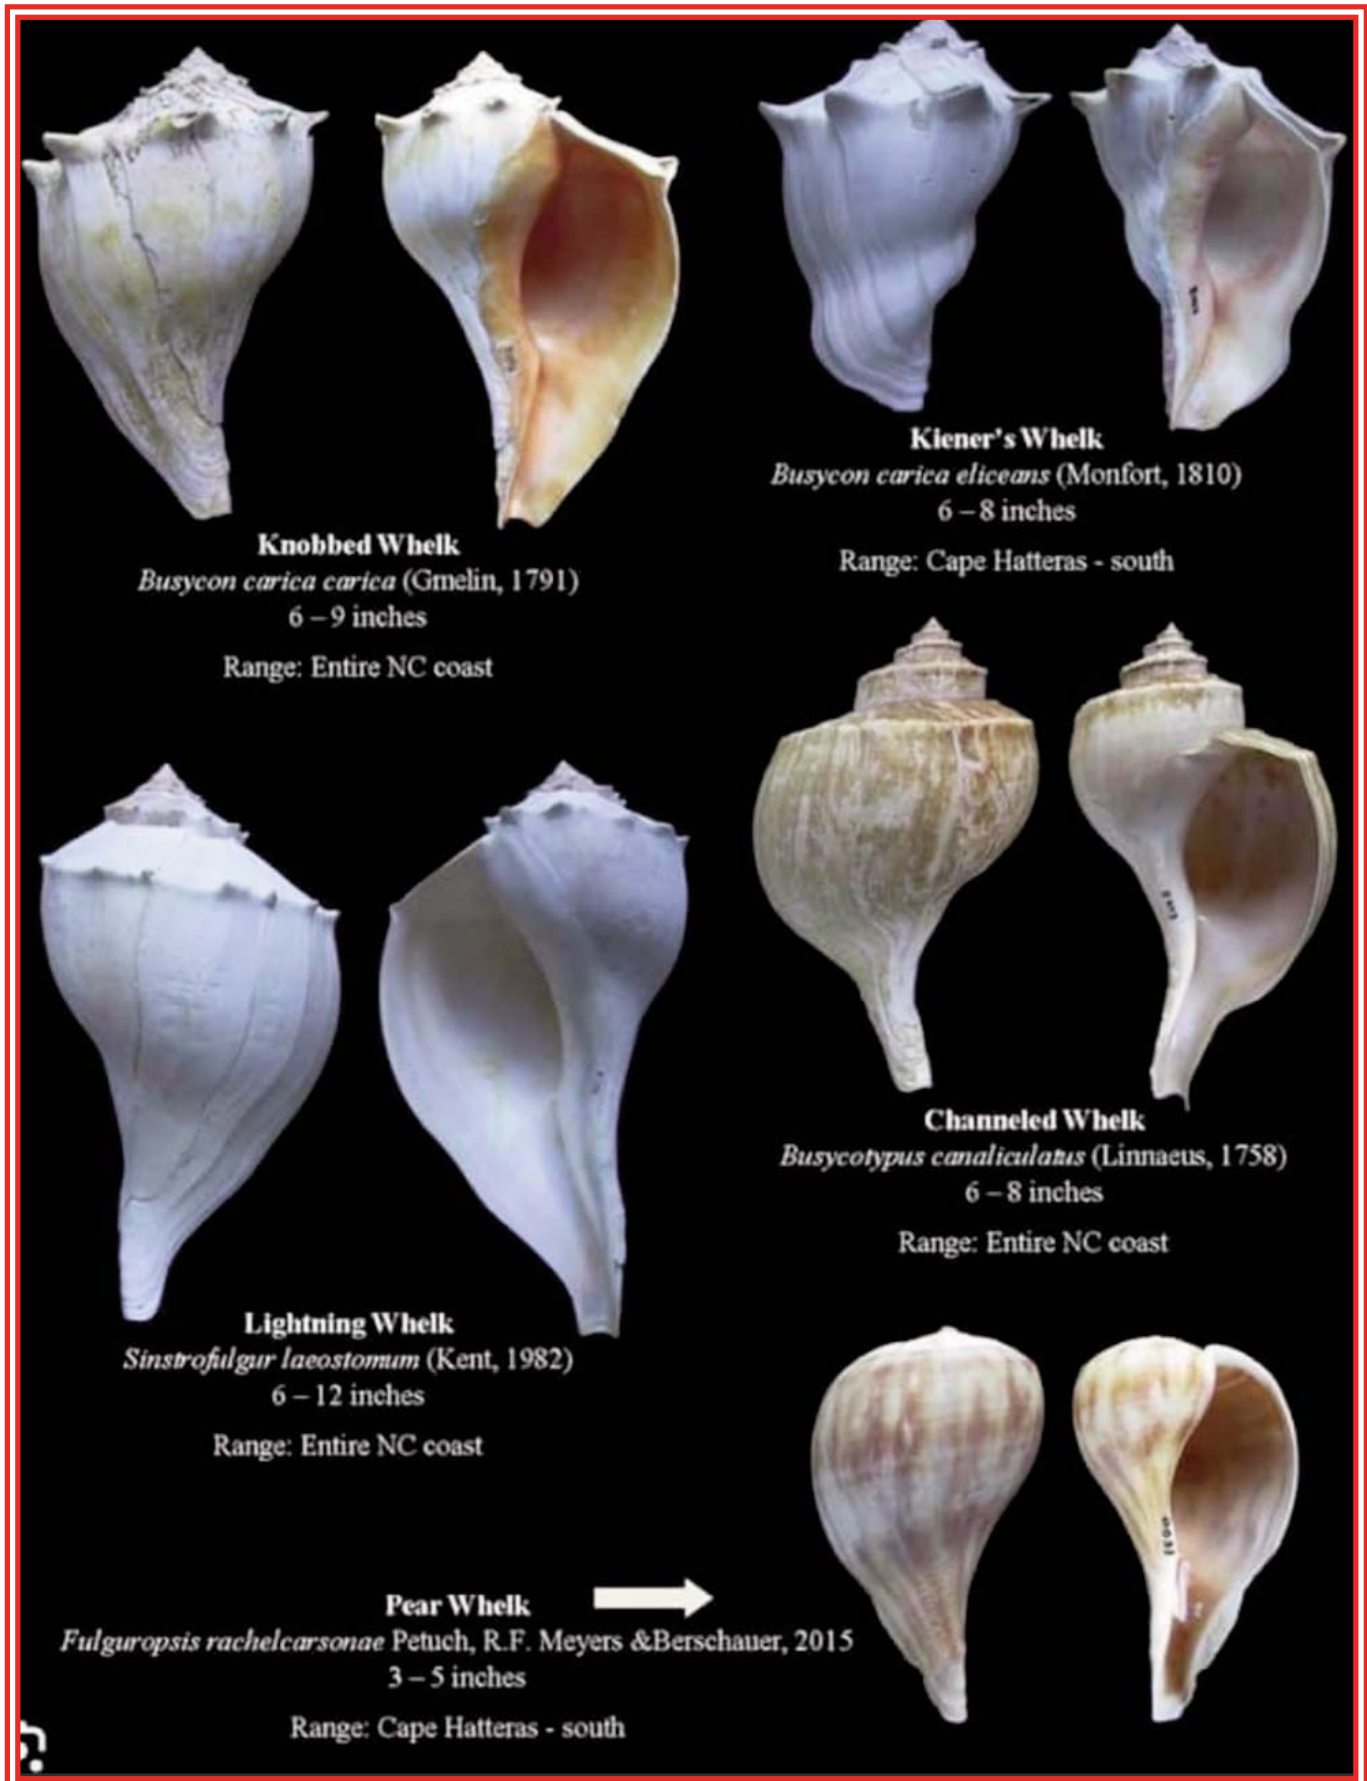 Knobbed Whelk
Busycon carica carica (Gmelin, 1791)
6 – 9 inches
Range: Entire NC coast
Kiener's Whelk
Busycon carica eliceans (Monfort, 1810)
6 – 8 inches
Range: Cape Hatteras - south
Lightning Whelk
Sinstrofulgur laeostomum (Kent, 1982)
6 – 12 inches
Range: Entire NC coast
Channeled Whelk
Busycotypus canaliculatus (Linnaeus, 1758)
6 – 8 inches
Range: Entire NC coast
Pear Whelk
Fulguropsis rachelcarsonae Petuch, R.F. Meyers &Berschauer, 2015
3 – 5 inches
Range: Cape Hatteras - south